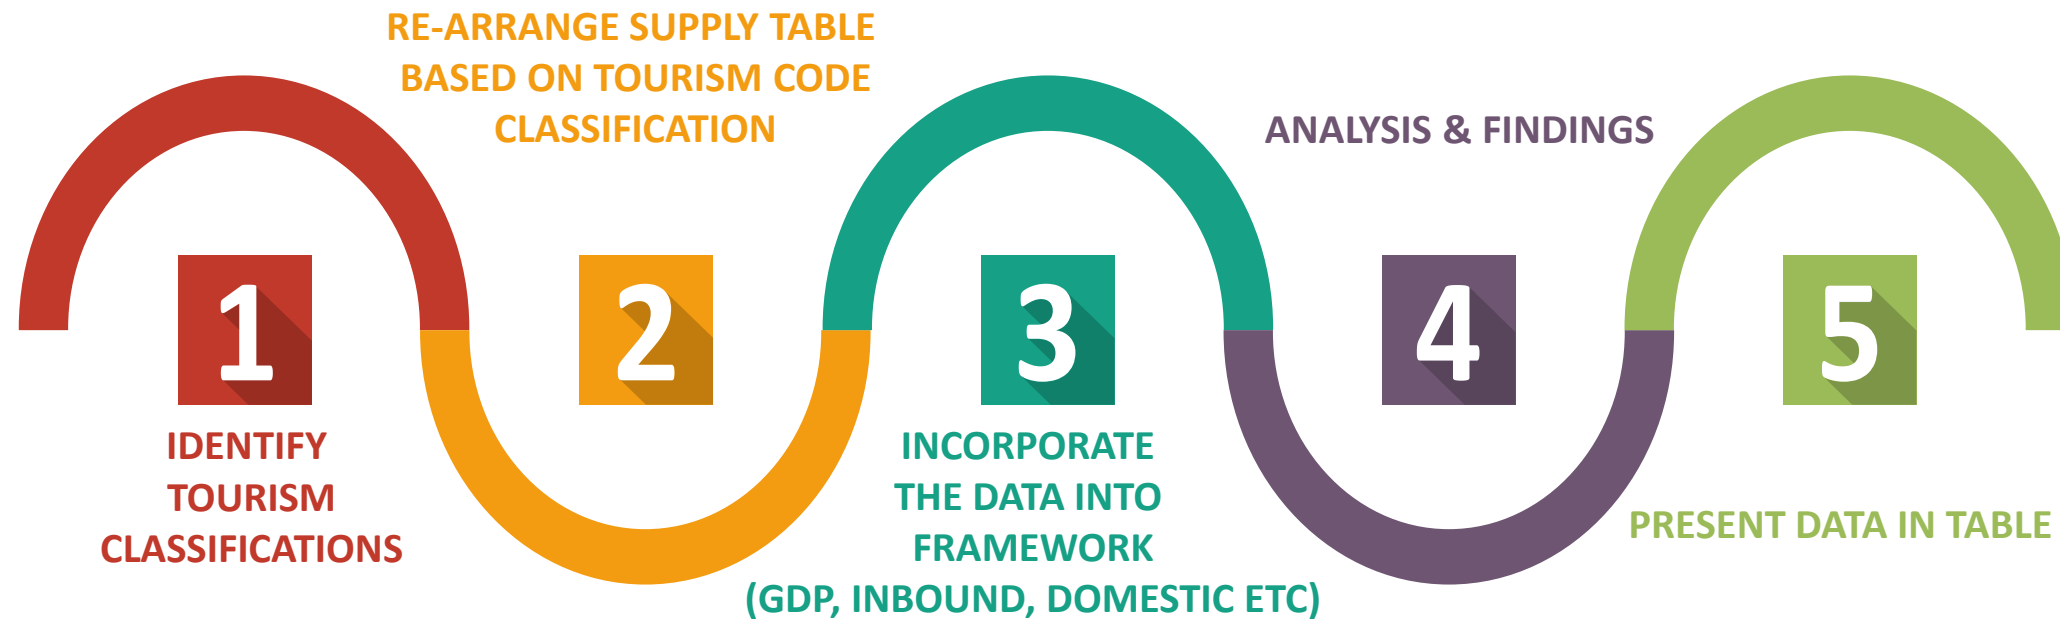 1
IDENTIFY
TOURISM
CLASSIFICATIONS
RE-ARRANGE SUPPLY TABLE
BASED ON TOURISM CODE
CLASSIFICATION
2
3
INCORPORATE
THE DATA INTO
FRAMEWORK
(GDP, INBOUND, DOMESTIC ETC)
ANALYSIS & FINDINGS
4
5
PRESENT DATA IN TABLE